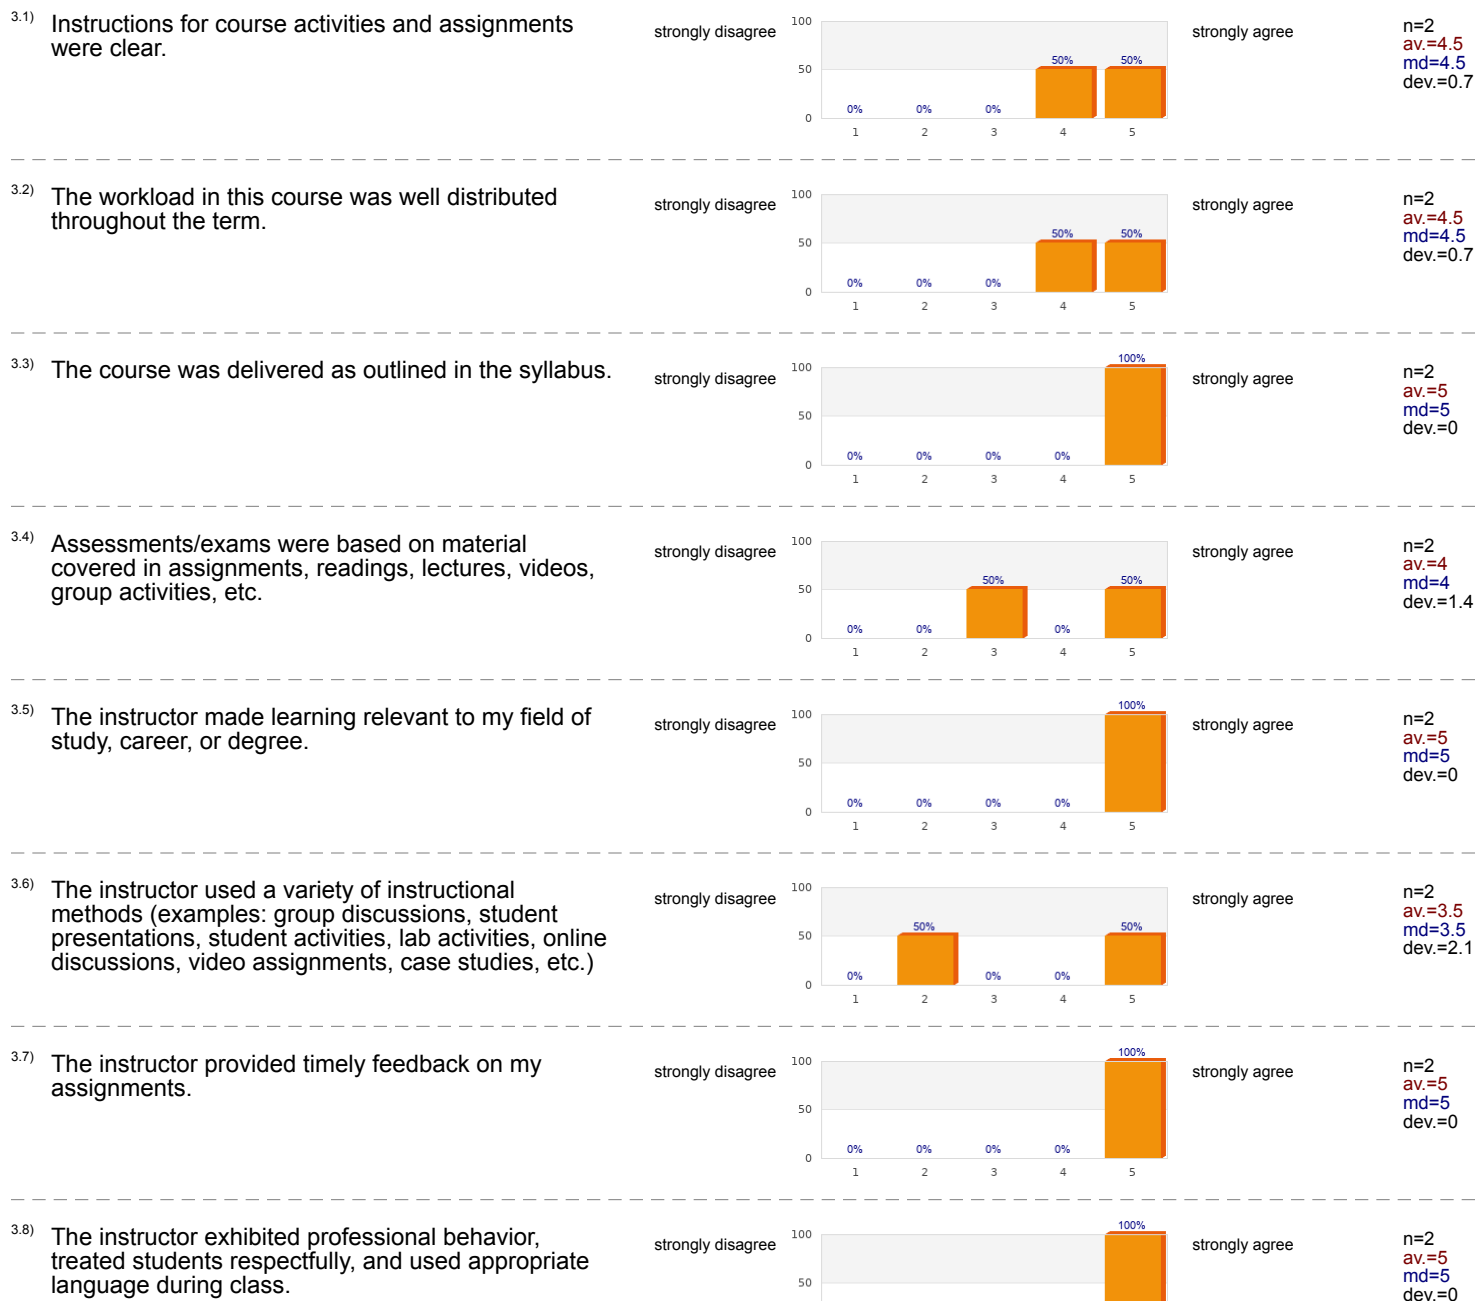 3.1) Instructions for course activities and assignments
were clear.
strongly disagree
100
50
0
0%
0%
0%
50%
50%
1
2
3
4
5
strongly agree
n=2
av.=4.5
md=4.5
dev.=0.7
3.2) The workload in this course was well distributed
throughout the term.
strongly disagree
100
50
0
0%
0%
0%
50%
50%
1
2
3
4
5
strongly agree
n=2
av.=4.5
md=4.5
dev.=0.7
3.3) The course was delivered as outlined in the syllabus.
strongly disagree
100
50
0
0%
0%
0%
0%
100%
1
2
3
4
5
strongly agree
n=2
av.=5
md=5
dev.=0
3.4) Assessments/exams were based on material
covered in assignments, readings, lectures, videos,
group activities, etc.
strongly disagree
100
50
0
0%
0%
50%
0%
50%
1
2
3
4
5
strongly agree
n=2
av.=4
md=4
dev.=1.4
3.5) The instructor made learning relevant to my field of
study, career, or degree.
strongly disagree
100
50
0
0%
0%
0%
0%
100%
1
2
3
4
5
strongly agree
n=2
av.=5
md=5
dev.=0
3.6) The instructor used a variety of instructional
methods (examples: group discussions, student
presentations, student activities, lab activities, online
discussions, video assignments, case studies, etc.)
strongly disagree
100
50
0
0%
50%
0%
0%
50%
1
2
3
4
5
strongly agree
n=2
av.=3.5
md=3.5
dev.=2.1
3.7) The instructor provided timely feedback on my
assignments.
strongly disagree
100
50
0
0%
0%
0%
0%
100%
1
2
3
4
5
strongly agree
n=2
av.=5
md=5
dev.=0
3.8) The instructor exhibited professional behavior,
treated students respectfully, and used appropriate
language during class.
strongly disagree
100
50
100%
strongly agree
n=2
av.=5
md=5
dev.=0